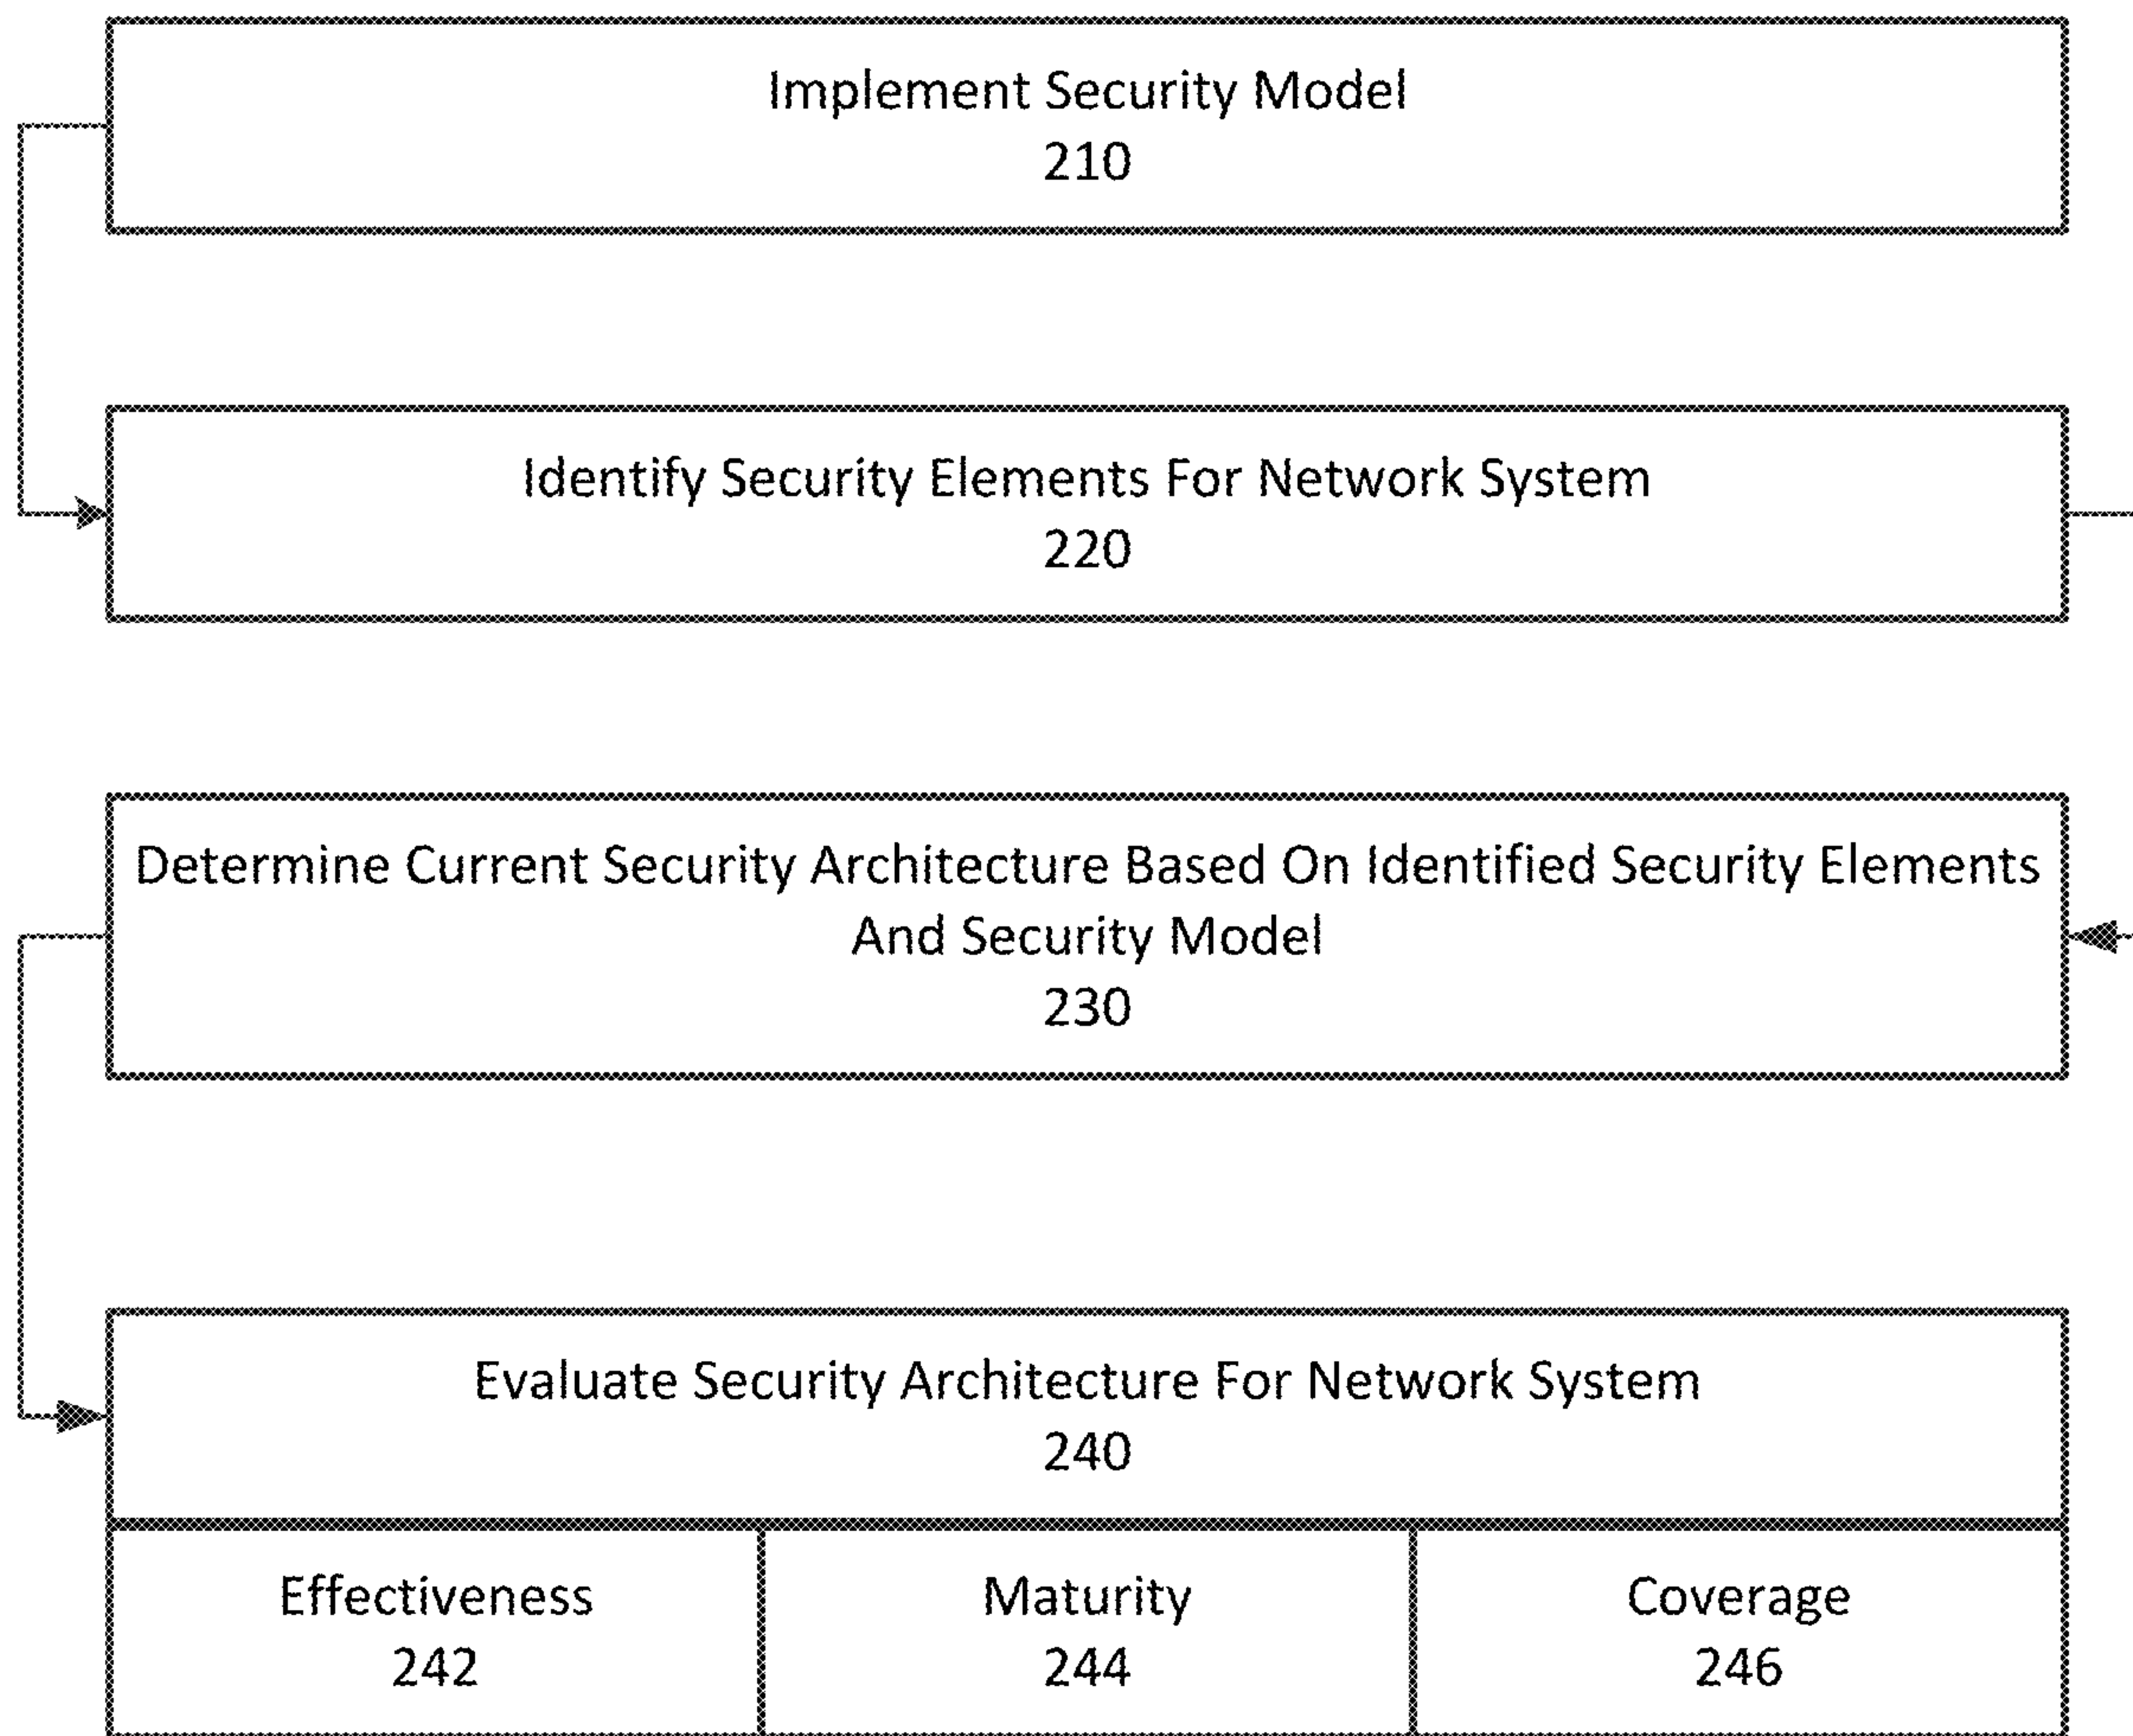 Implement Security Model
210
Identify Security Elements For Network System
220
Determine Current Security Architecture Based On Identified Security Elements
And Security Model
230
Evaluate Security Architecture For Network System
240
Effectiveness
242
Maturity
244
Coverage
246